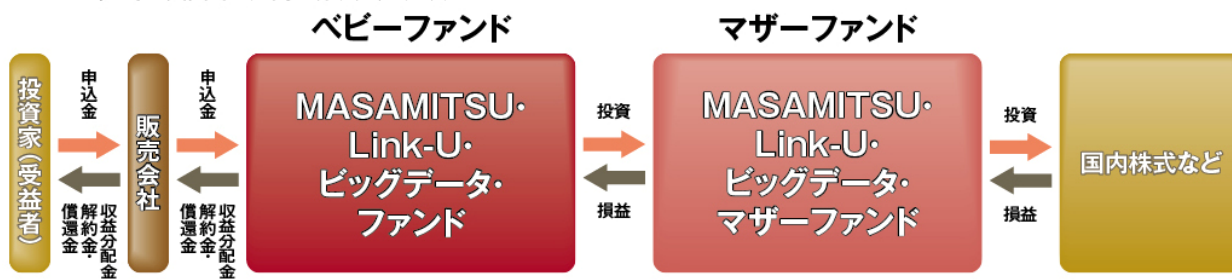 ベビーファンド
マザーファンド
投資家（受益者）
申込金
収益分配金
解約金・
償還金
販売会社
申込金
収益分配金
解約金・
償還金
MASAMITSU・
Link-U・
ビッグデータ・
ファンド
投資
損益
MASAMITSU・
Link-U・
ビッグデータ・
マザーファンド
投資
損益
国内株式など